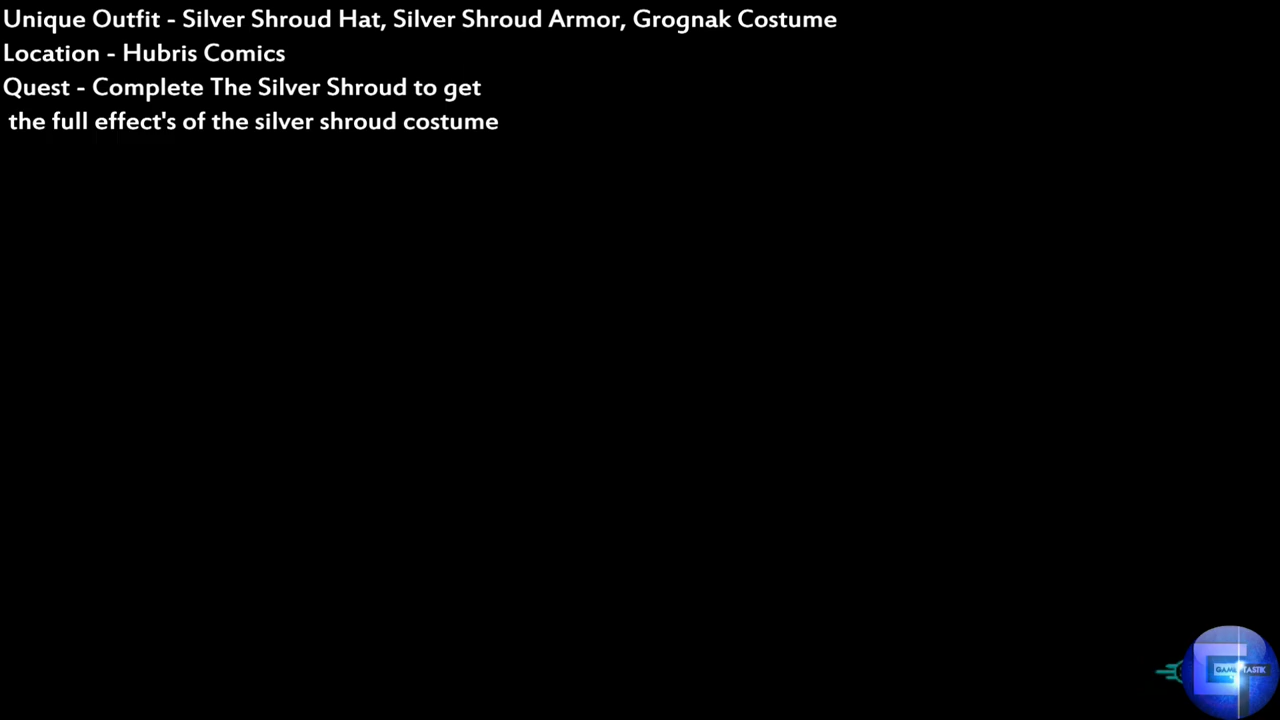 Unique Outfit - Silver Shroud Hat, Silver Shroud Armor, Grognak Costume
Location - Hubris Comics
Quest - Complete The Silver Shroud to get
the full effect's of the silver shroud costume